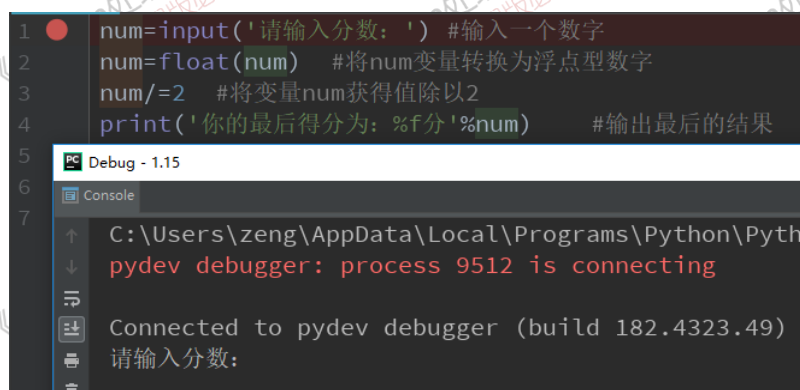 1 num=input('请输入分数：') #输入一个数字
2 num=float(num) #将num变量转换为浮点型数字
3 num/=2 #将变量num获得值除以2
4 print('你的最后得分为：%f分'%num) #输出最后的结果
5
6
7
Debug - 1.15
Console
C:\Users\zeng\AppData\Local\Programs\Python\Pyth
pydev debugger: process 9512 is connecting
Connected to pydev debugger (build 182.4323.49)
请输入分数：